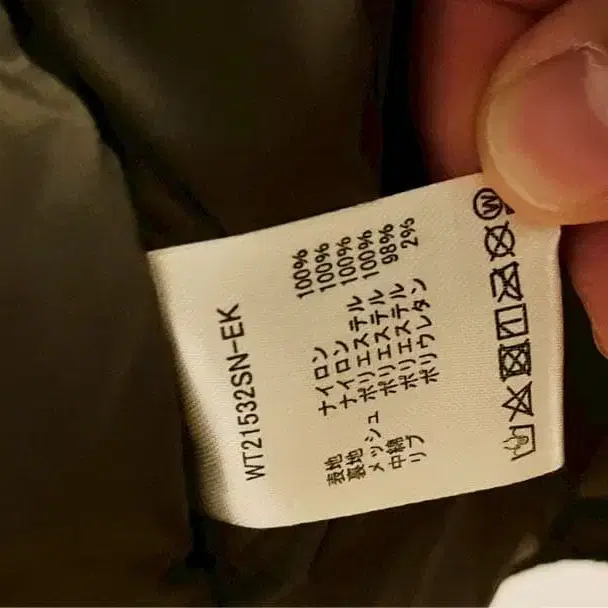 WT21532SN-EK
表地 ナイロン 100%
裏地 ナイロン 100%
メッシュ ポリエステル 100%
中綿 ポリエステル 100%
リブ ポリエステル 98%
ポリウレタン 2%
W